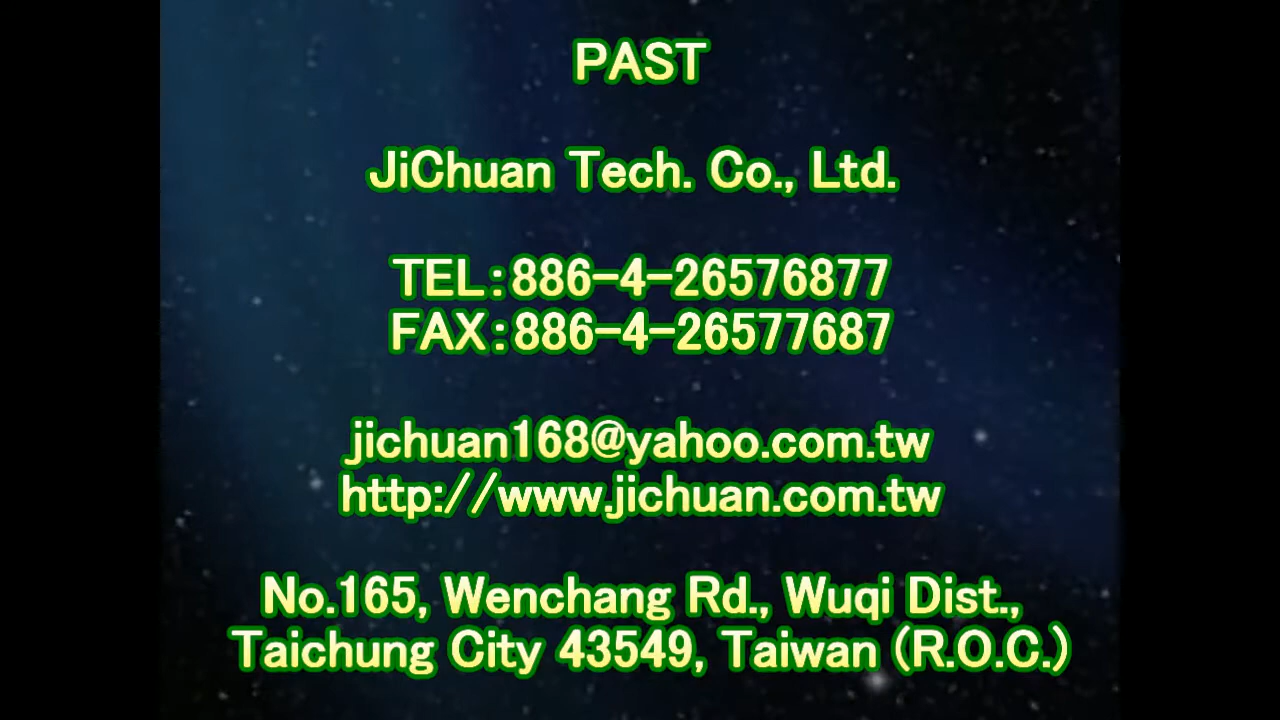 PAST
JiChuan Tech. Co., Ltd.
TEL:886-4-26576877
FAX:886-4-26577687
jichuan168@yahoo.com.tw
http://www.jichuan.com.tw
No.165, Wenchang Rd., Wuqi Dist.,
Taichung City 43549, Taiwan (R.O.C.)